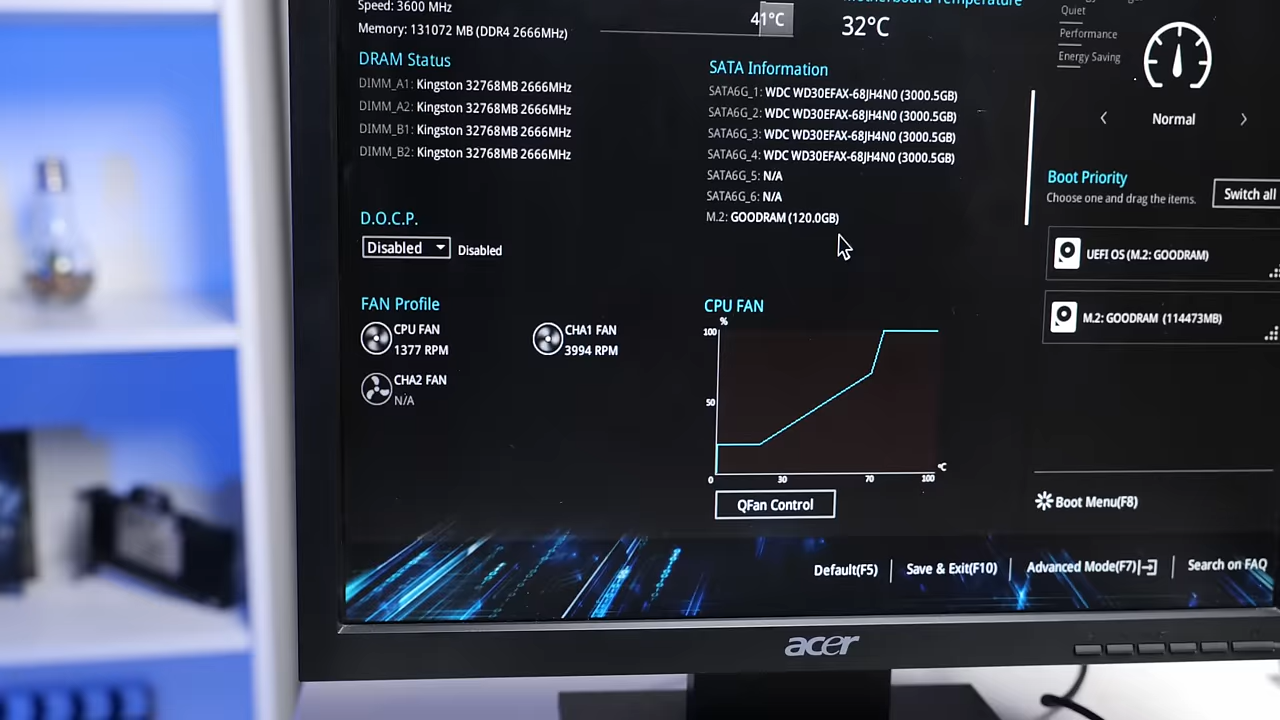 Speed: 3600 MHz
Memory: 131072 MB (DDR4 2666MHz)
41°C
Motherboard Temperature
32°C
DRAM Status
DIMM_A1: Kingston 32768MB 2666MHz
DIMM_A2: Kingston 32768MB 2666MHz
DIMM_B1: Kingston 32768MB 2666MHz
DIMM_B2: Kingston 32768MB 2666MHz
SATA Information
SATA6G_1: WDC WD30EFAX-68JH4N0 (3000.5GB)
SATA6G_2: WDC WD30EFAX-68JH4N0 (3000.5GB)
SATA6G_3: WDC WD30EFAX-68JH4N0 (3000.5GB)
SATA6G_4: WDC WD30EFAX-68JH4N0 (3000.5GB)
SATA6G_5: N/A
SATA6G_6: N/A
M.2: GOODRAM (120.0GB)
Quiet
Performance
Energy Saving
Normal
Boot Priority
Choose one and drag the items.
Switch all
UEFI OS (M.2: GOODRAM)
M.2: GOODRAM (114473MB)
D.O.C.P.
Disabled
Disabled
FAN Profile
CPU FAN
1377 RPM
CHA1 FAN
3994 RPM
CHA2 FAN
N/A
CPU FAN
%
100
50
0
30
70
100
°C
QFan Control
Boot Menu(F8)
Default(F5)
Save & Exit(F10)
Advanced Mode(F7)
Search on FAQ
acer